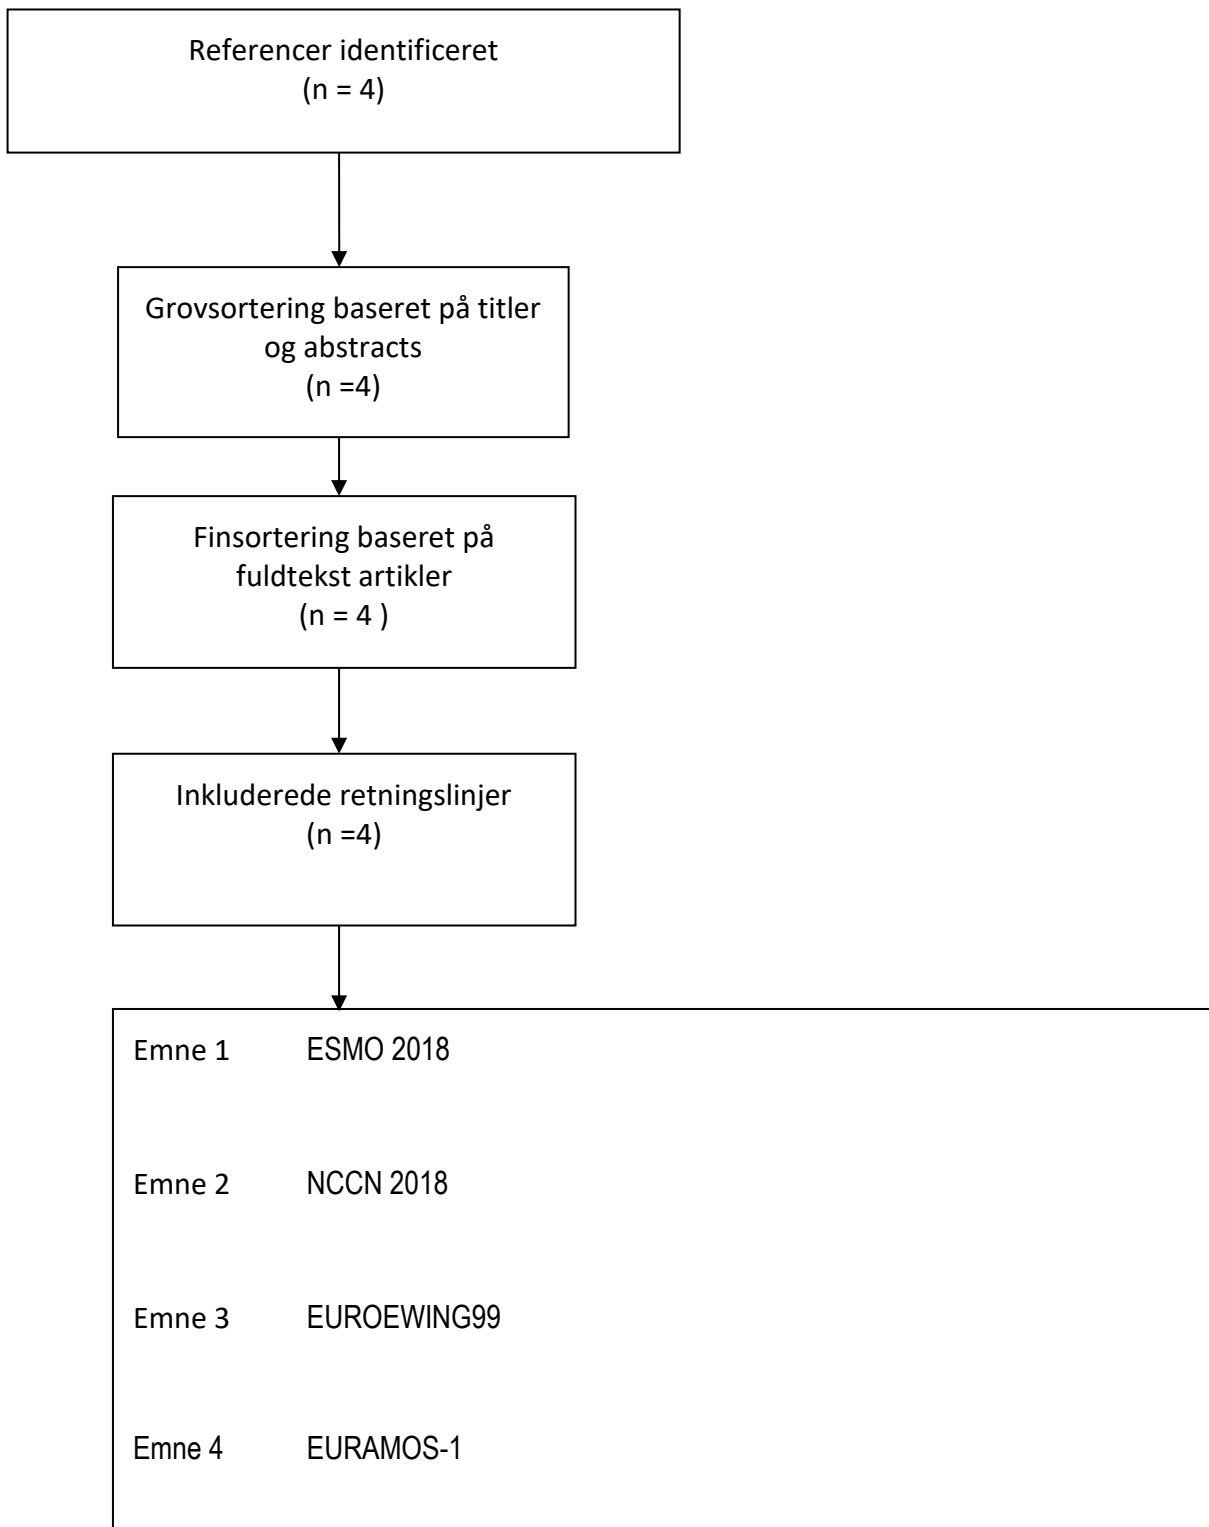 Referencer identificeret
(n = 4)
Grovsortering baseret på titler
og abstracts
(n =4)
Finsortering baseret på
fuldtekst artikler
(n = 4 )
Inkluderede retningslinjer
(n =4)
Emne 1 ESMO 2018
Emne 2 NCCN 2018
Emne 3 EUROEWING99
Emne 4 EURAMOS-1